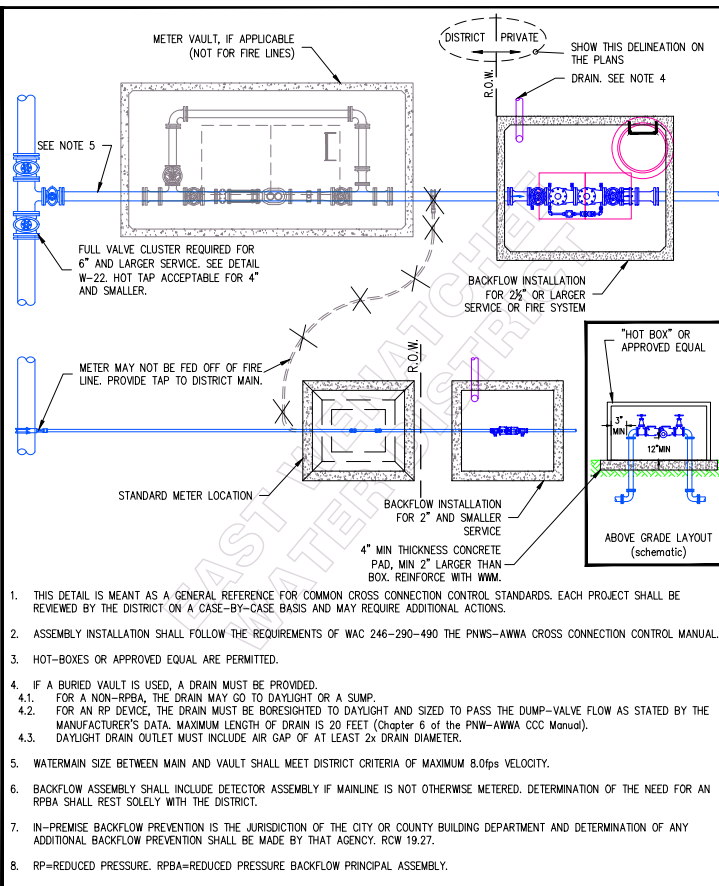 METER VAULT, IF APPLICABLE
(NOT FOR FIRE LINES)
DISTRICT
PRIVATE
SHOW THIS DELINEATION ON
THE PLANS
R.O.W.
DRAIN. SEE NOTE 4
SEE NOTE 5
FULL VALVE CLUSTER REQUIRED FOR
6" AND LARGER SERVICE. SEE DETAIL
W-22. HOT TAP ACCEPTABLE FOR 4"
AND SMALLER.
BACKFLOW INSTALLATION
FOR 2½" OR LARGER
SERVICE OR FIRE SYSTEM
METER MAY NOT BE FED OFF OF FIRE
LINE. PROVIDE TAP TO DISTRICT MAIN.
R.O.W.
STANDARD METER LOCATION
BACKFLOW INSTALLATION
FOR 2" AND SMALLER
SERVICE
4" MIN THICKNESS CONCRETE
PAD, MIN 2" LARGER THAN
BOX. REINFORCE WITH WWM.
"HOT BOX" OR
APPROVED EQUAL
3"
MIN
12"MIN
ABOVE GRADE LAYOUT
(schematic)
EAST WENATCHEE
WATER DISTRICT
1. THIS DETAIL IS MEANT AS A GENERAL REFERENCE FOR COMMON CROSS CONNECTION CONTROL STANDARDS. EACH PROJECT SHALL BE
REVIEWED BY THE DISTRICT ON A CASE-BY-CASE BASIS AND MAY REQUIRE ADDITIONAL ACTIONS.
2. ASSEMBLY INSTALLATION SHALL FOLLOW THE REQUIREMENTS OF WAC 246-290-490 THE PNWS-AWWA CROSS CONNECTION CONTROL MANUAL.
3. HOT-BOXES OR APPROVED EQUAL ARE PERMITTED.
4. IF A BURIED VAULT IS USED, A DRAIN MUST BE PROVIDED.
4.1. FOR A NON-RPBA, THE DRAIN MAY GO TO DAYLIGHT OR A SUMP.
4.2. FOR AN RP DEVICE, THE DRAIN MUST BE BORESIGHTED TO DAYLIGHT AND SIZED TO PASS THE DUMP-VALVE FLOW AS STATED BY THE
MANUFACTURER'S DATA. MAXIMUM LENGTH OF DRAIN IS 20 FEET (Chapter 6 of the PNW-AWWA CCC Manual).
4.3. DAYLIGHT DRAIN OUTLET MUST INCLUDE AIR GAP OF AT LEAST 2x DRAIN DIAMETER.
5. WATERMAIN SIZE BETWEEN MAIN AND VAULT SHALL MEET DISTRICT CRITERIA OF MAXIMUM 8.0fps VELOCITY.
6. BACKFLOW ASSEMBLY SHALL INCLUDE DETECTOR ASSEMBLY IF MAINLINE IS NOT OTHERWISE METERED. DETERMINATION OF THE NEED FOR AN
RPBA SHALL REST SOLELY WITH THE DISTRICT.
7. IN-PREMISE BACKFLOW PREVENTION IS THE JURISDICTION OF THE CITY OR COUNTY BUILDING DEPARTMENT AND DETERMINATION OF ANY
ADDITIONAL BACKFLOW PREVENTION SHALL BE MADE BY THAT AGENCY. RCW 19.27.
8. RP=REDUCED PRESSURE. RPBA=REDUCED PRESSURE BACKFLOW PRINCIPAL ASSEMBLY.